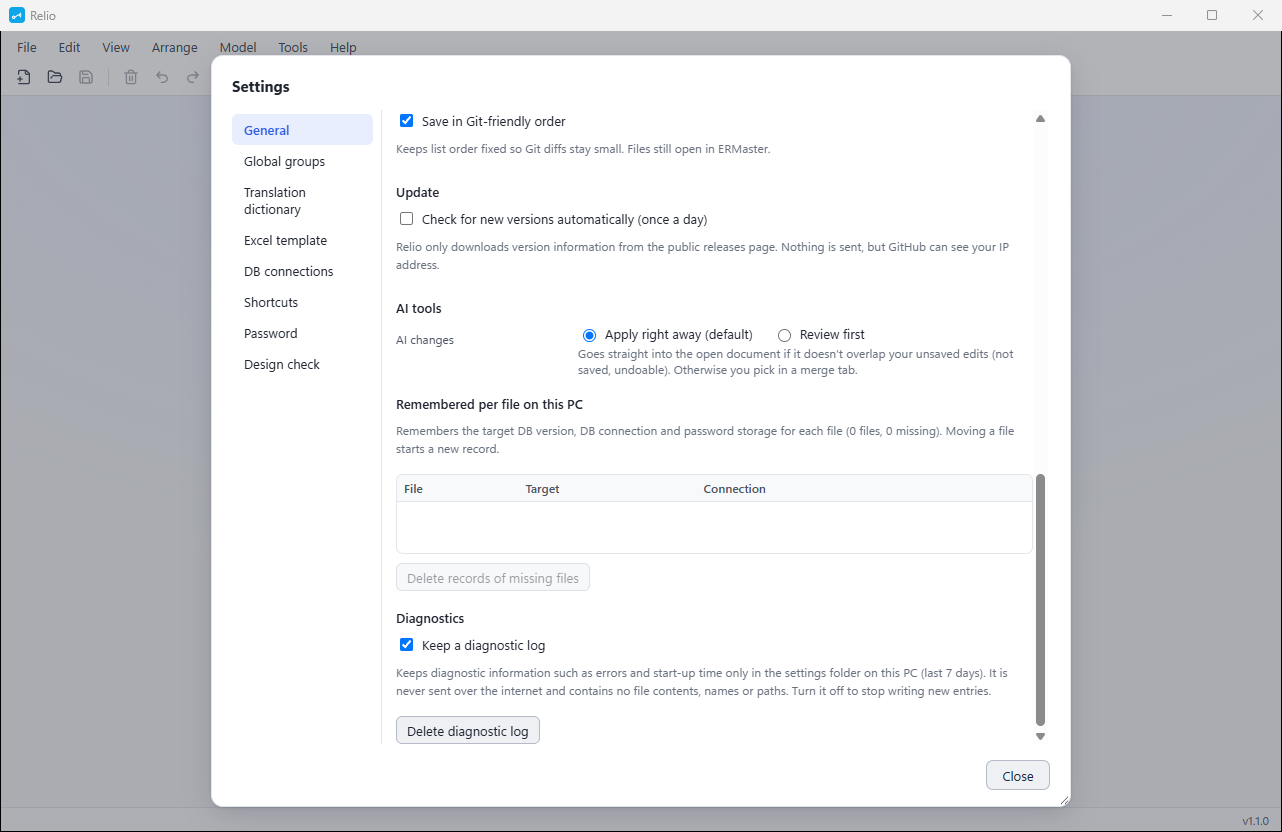 Relio
File Edit View Arrange Model Tools Help
Settings
General
Global groups
Translation
dictionary
Excel template
DB connections
Shortcuts
Password
Design check
Save in Git-friendly order
Keeps list order fixed so Git diffs stay small. Files still open in ERMaster.
Update
Check for new versions automatically (once a day)
Relio only downloads version information from the public releases page. Nothing is sent, but GitHub can see your IP
address.
AI tools
AI changes
Apply right away (default) Review first
Goes straight into the open document if it doesn't overlap your unsaved edits (not
saved, undoable). Otherwise you pick in a merge tab.
Remembered per file on this PC
Remembers the target DB version, DB connection and password storage for each file (0 files, 0 missing). Moving a file
starts a new record.
File Target Connection
Delete records of missing files
Diagnostics
Keep a diagnostic log
Keeps diagnostic information such as errors and start-up time only in the settings folder on this PC (last 7 days). It is
never sent over the internet and contains no file contents, names or paths. Turn it off to stop writing new entries.
Delete diagnostic log
Close
v1.1.0